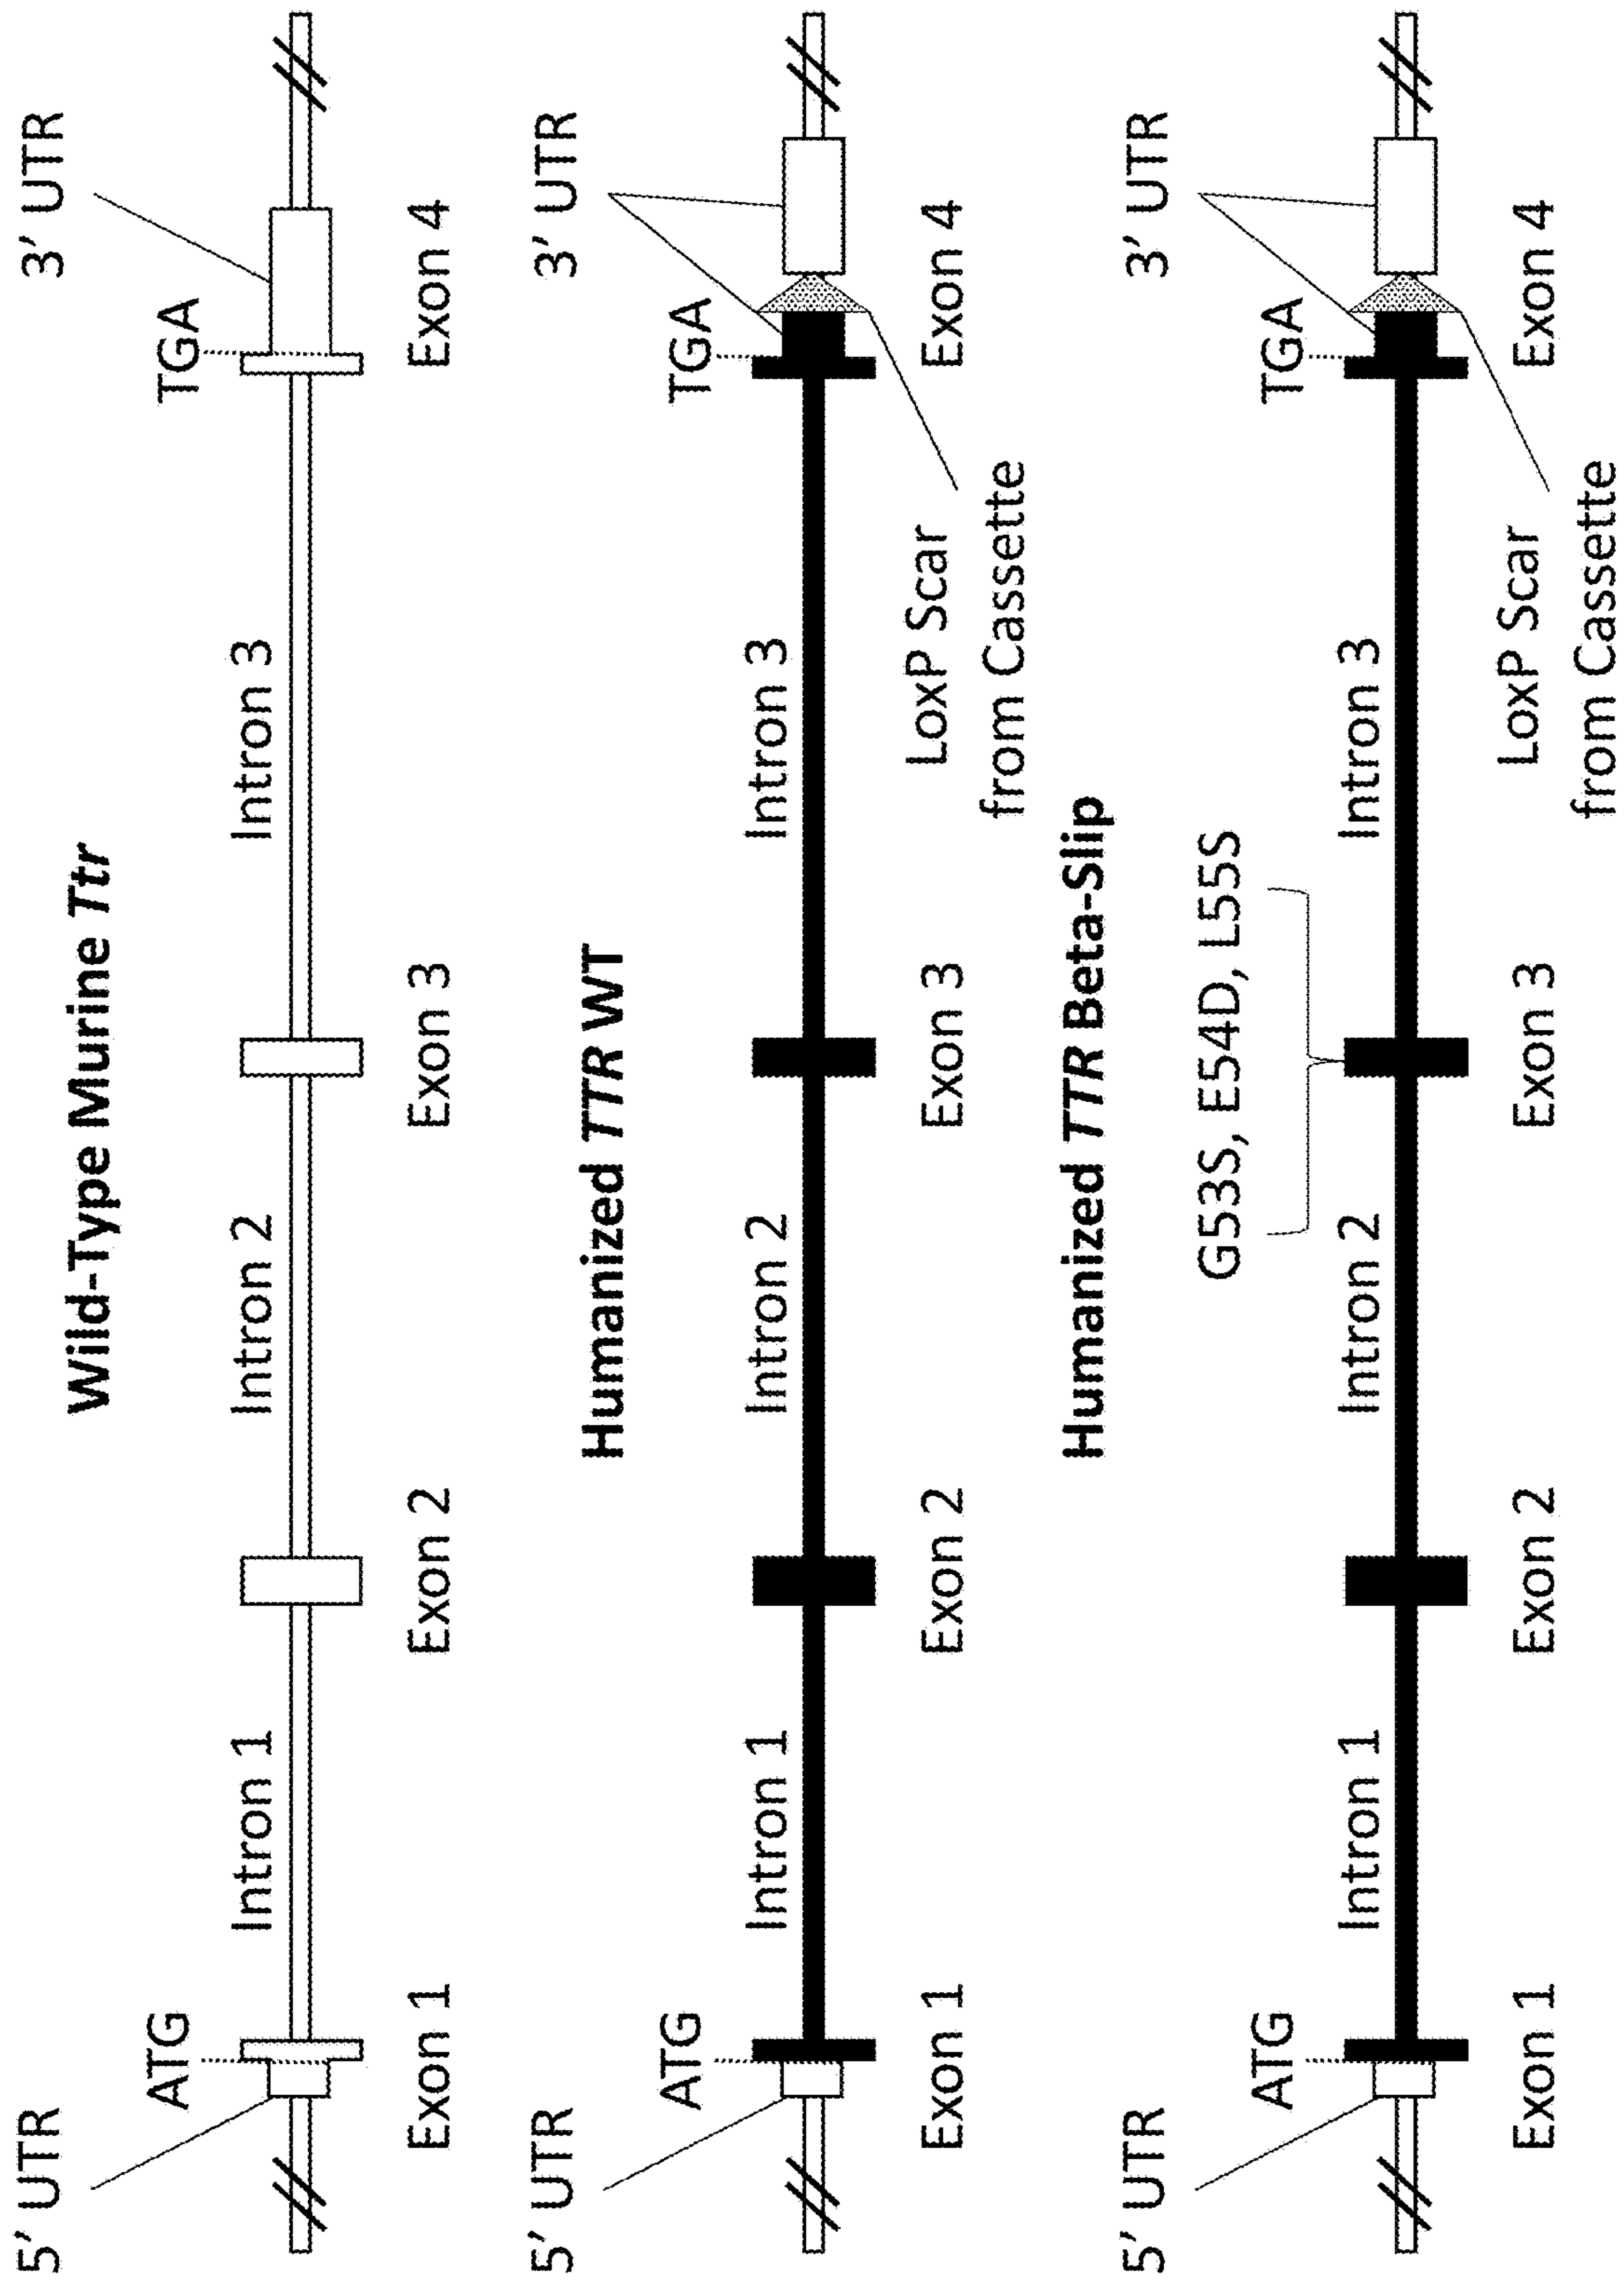 Wild-Type Murine Ttr
5' UTR
ATG
Intron 1
Intron 2
Intron 3
TGA
3' UTR
Exon 1
Exon 2
Exon 3
Exon 4
Humanized TTR WT
5' UTR
ATG
Intron 1
Intron 2
Intron 3
TGA
3' UTR
Exon 1
Exon 2
Exon 3
Exon 4
LoxP Scar
from Cassette
Humanized TTR Beta-Slip
G53S, E54D, L55S
5' UTR
ATG
Intron 1
Intron 2
Intron 3
TGA
3' UTR
Exon 1
Exon 2
Exon 3
Exon 4
LoxP Scar
from Cassette